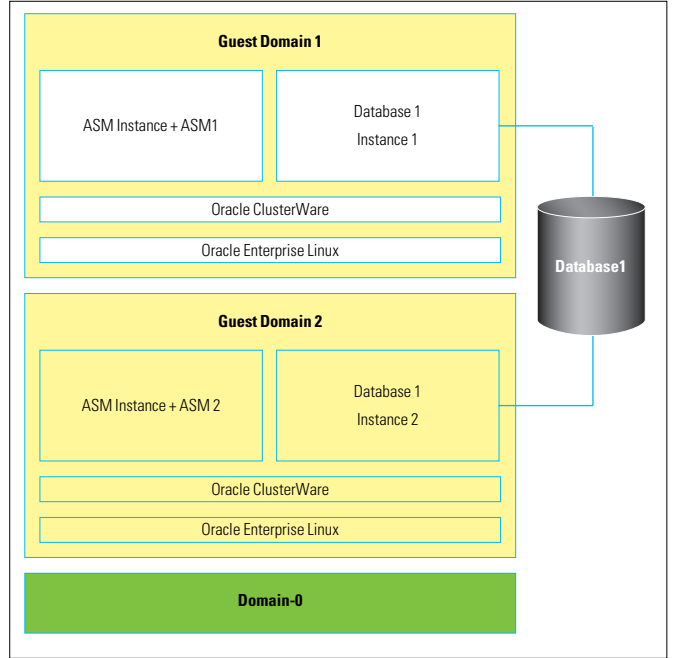 Guest Domain 1
ASM Instance + ASM1
Database 1
Instance 1
Oracle ClusterWare
Oracle Enterprise Linux
Database1
Guest Domain 2
ASM Instance + ASM 2
Database 1
Instance 2
Oracle ClusterWare
Oracle Enterprise Linux
Domain-0